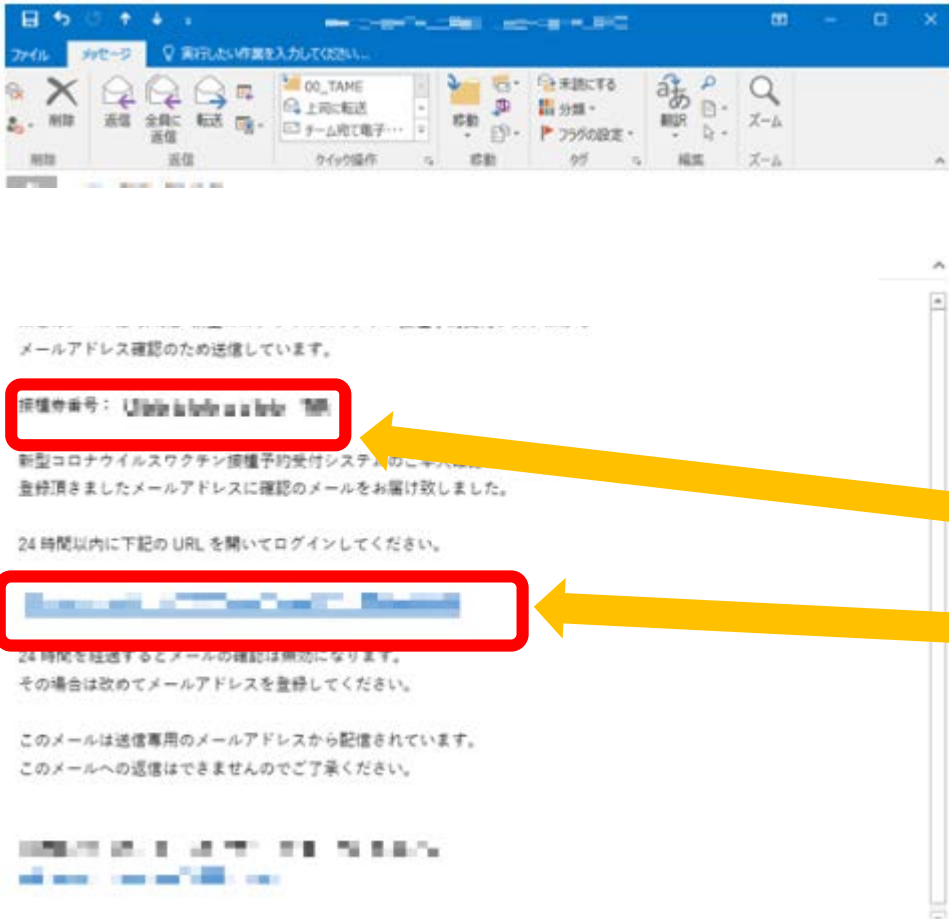 ファイル メッセージ 実行したい作業を入力してください...
削除
返信 全員に返信 転送
00_TAME
上司に転送
チーム宛て電子…
移動
未読にする
分類
フラグの設定
翻訳
ズーム
削除 返信 クイック操作 移動 タグ 編集 ズーム
メールアドレス確認のため送信しています。
接種券番号：
新型コロナウイルスワクチン接種予約受付システムのご本人
登録頂きましたメールアドレスに確認のメールをお届け致しました。
24 時間以内に下記の URL を開いてログインしてください。
24 時間を経過するとメールの確認は無効になります。
その場合は改めてメールアドレスを登録してください。
このメールは送信専用のメールアドレスから配信されています。
このメールへの返信はできませんのでご了承ください。